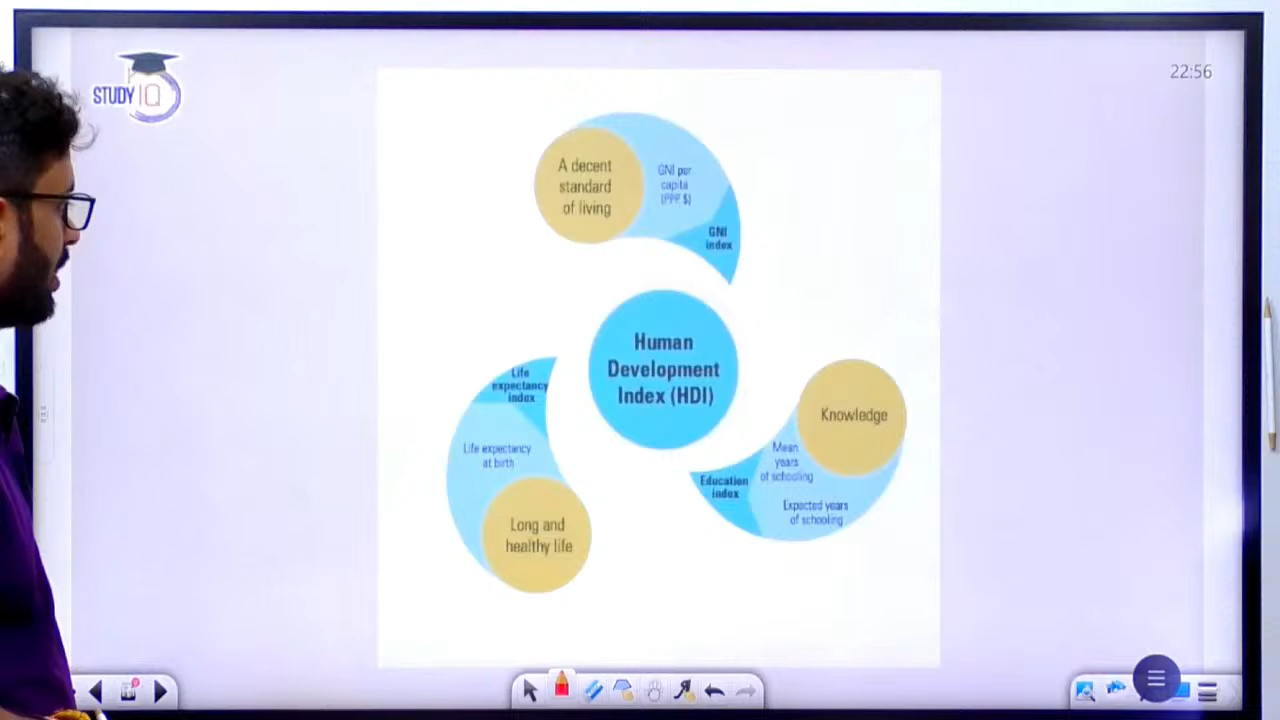 STUDY IQ
22:56
A decent
standard
of living
GNI per
capita
(PPP $)
GNI
index
Human
Development
Index (HDI)
Life
expectancy
index
Life expectancy
at birth
Long and
healthy life
Knowledge
Mean
years
of schooling
Expected years
of schooling
Education
index